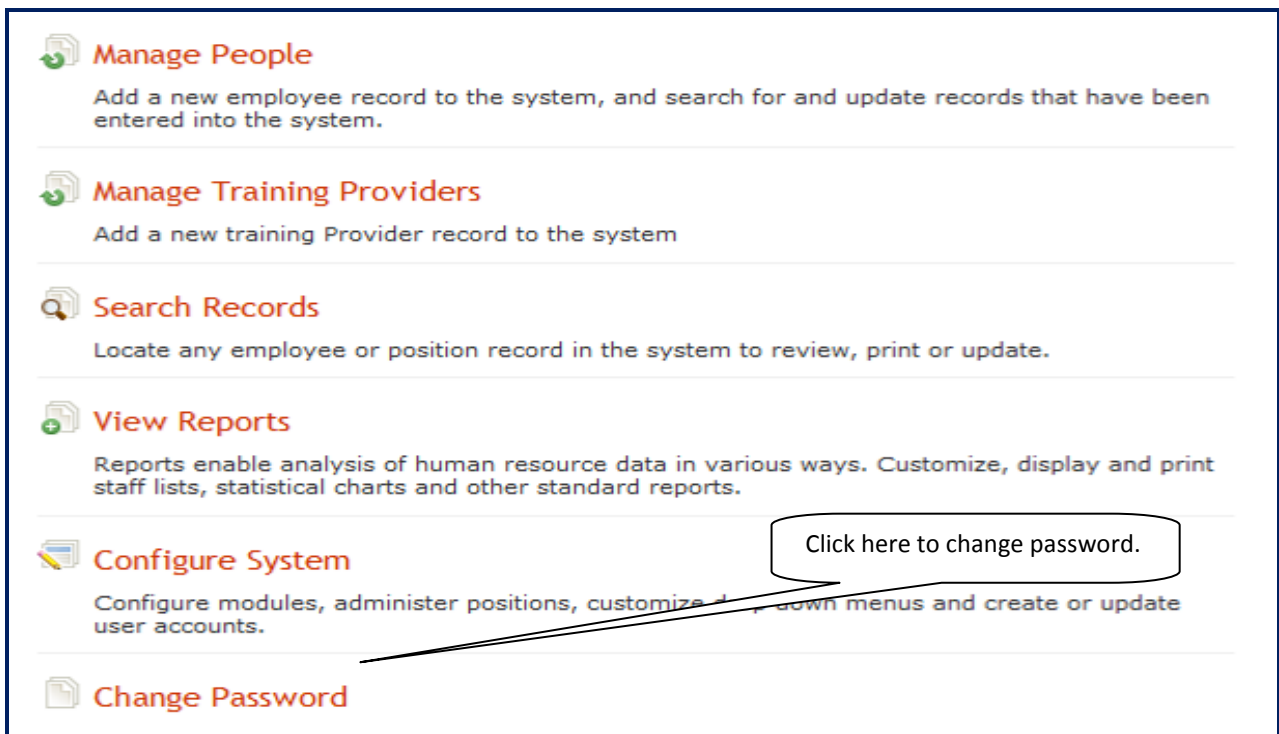 Manage People
Add a new employee record to the system, and search for and update records that have been
entered into the system.
Manage Training Providers
Add a new training Provider record to the system
Search Records
Locate any employee or position record in the system to review, print or update.
View Reports
Reports enable analysis of human resource data in various ways. Customize, display and print
staff lists, statistical charts and other standard reports.
Click here to change password.
Configure System
Configure modules, administer positions, customize down menus and create or update
user accounts.
Change Password